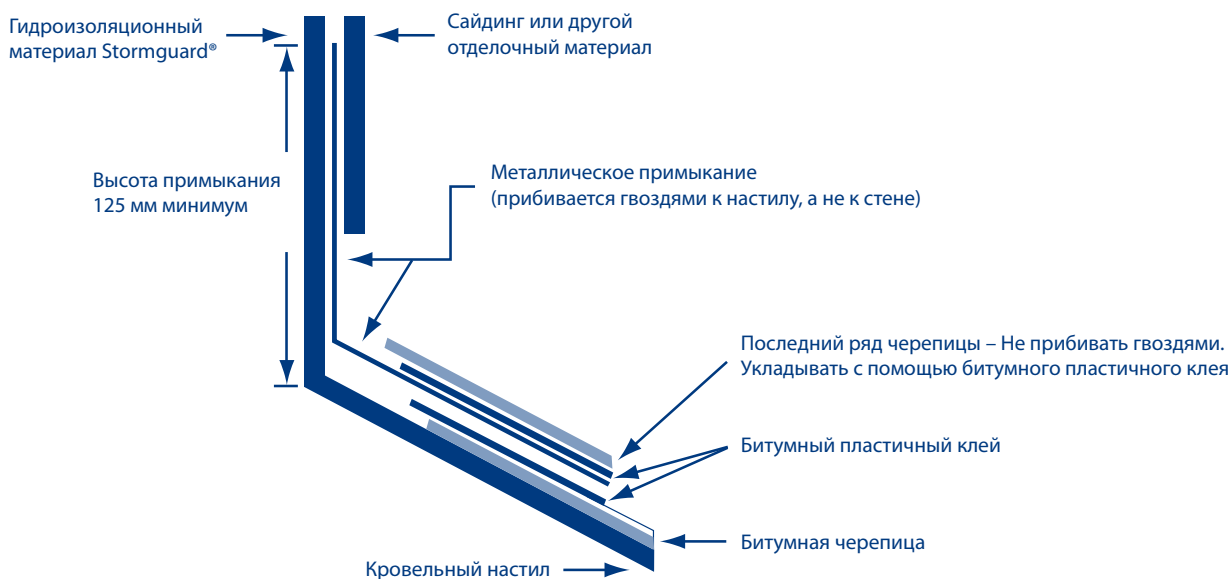 Гидроизоляционный
материал Stormguard®
Сайдинг или другой
отделочный материал
Высота примыкания
125 мм минимум
Металлическое примыкание
(прибивается гвоздями к настилу, а не к стене)
Последний ряд черепицы – Не прибивать гвоздями.
Укладывать с помощью битумного пластичного клея
Битумный пластичный клей
Битумная черепица
Кровельный настил